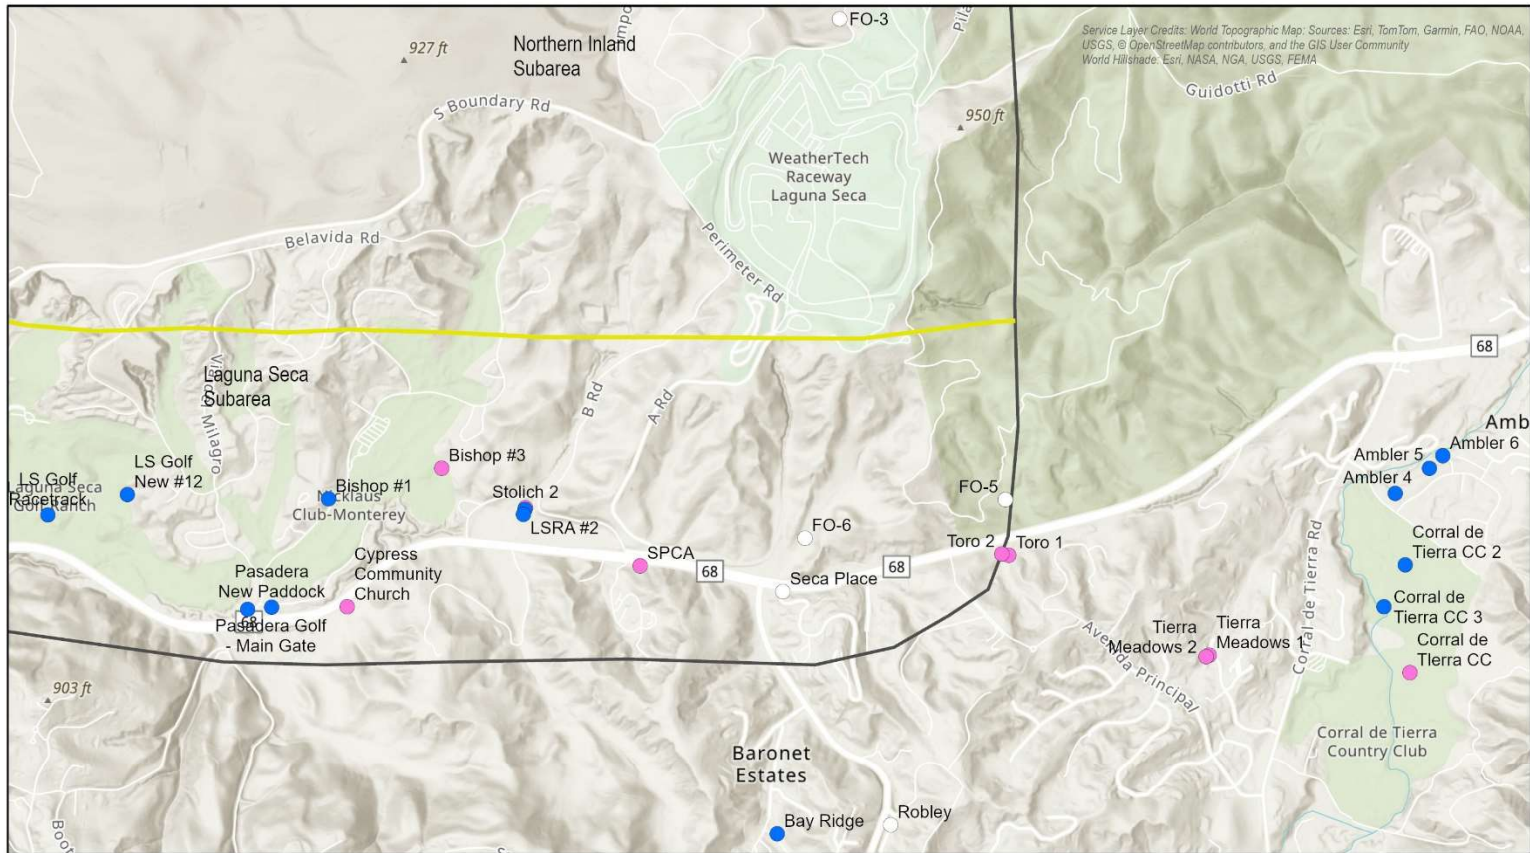 FO-3
Service Layer Credits: World Topographic Map: Sources: Esri, TomTom, Garmin, FAO, NOAA,
USGS, © OpenStreetMap contributors, and the GIS User Community
World Hillshade: Esri, NASA, NGA, USGS, FEMA
927 ft
Northern Inland
Subarea
Guidotti Rd
S Boundary Rd
950 ft
WeatherTech
Raceway
Laguna Seca
Belavida Rd
Perimeter Rd
68
Laguna Seca
Subarea
B Rd
A Rd
Amb
Ambler 6
Ambler 5
Ambler 4
Bishop #3
LS Golf
New #12
LS Golf
Racetrack
Laguna Seca
Golf Ranch
Bishop #1
Nicklaus
Club-Monterey
Stolich 2
LSRA #2
FO-5
FO-6
Toro 2
Toro 1
Corral de
Tierra CC 2
Cypress
Community
Church
SPCA
68
68
Seca Place
Pasadera
New Paddock
68
Pasadera Golf
- Main Gate
Corral de Tierra Rd
Corral de
Tierra CC 3
Tierra
Meadows 2
Tierra
Meadows 1
Avenida Principal
Corral de
TIerra CC
903 ft
Corral de Tierra
Country Club
Baronet
Estates
Bay Ridge
Robley